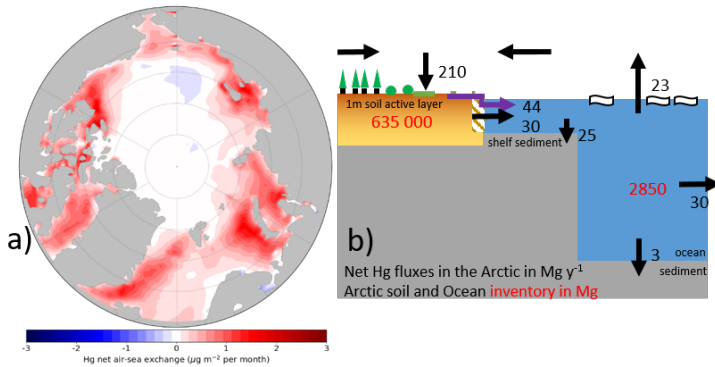 a)
-3
-2
-1
0
1
2
3
Hg net air-sea exchange (μg m⁻² per month)
210
23
1m soil active layer
635 000
44
30
25
shelf sediment
2850
30
b)
3
ocean
sediment
Net Hg fluxes in the Arctic in Mg y⁻¹
Arctic soil and Ocean inventory in Mg